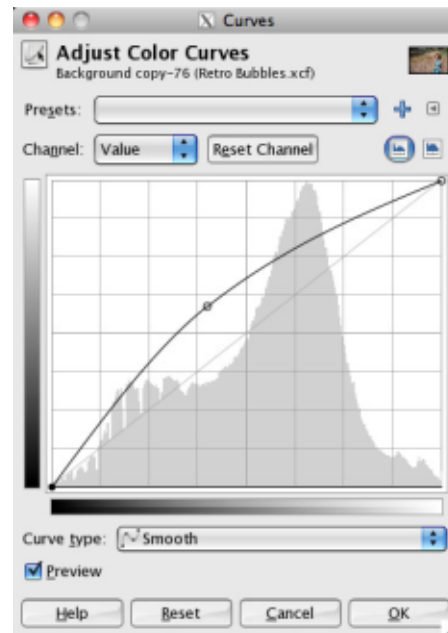 Curves
Adjust Color Curves
Background copy-76 (Retro Bubbles.xcf)
Presets:
Channel: Value Reset Channel
Curve type: Smooth
Preview
Help Reset Cancel OK